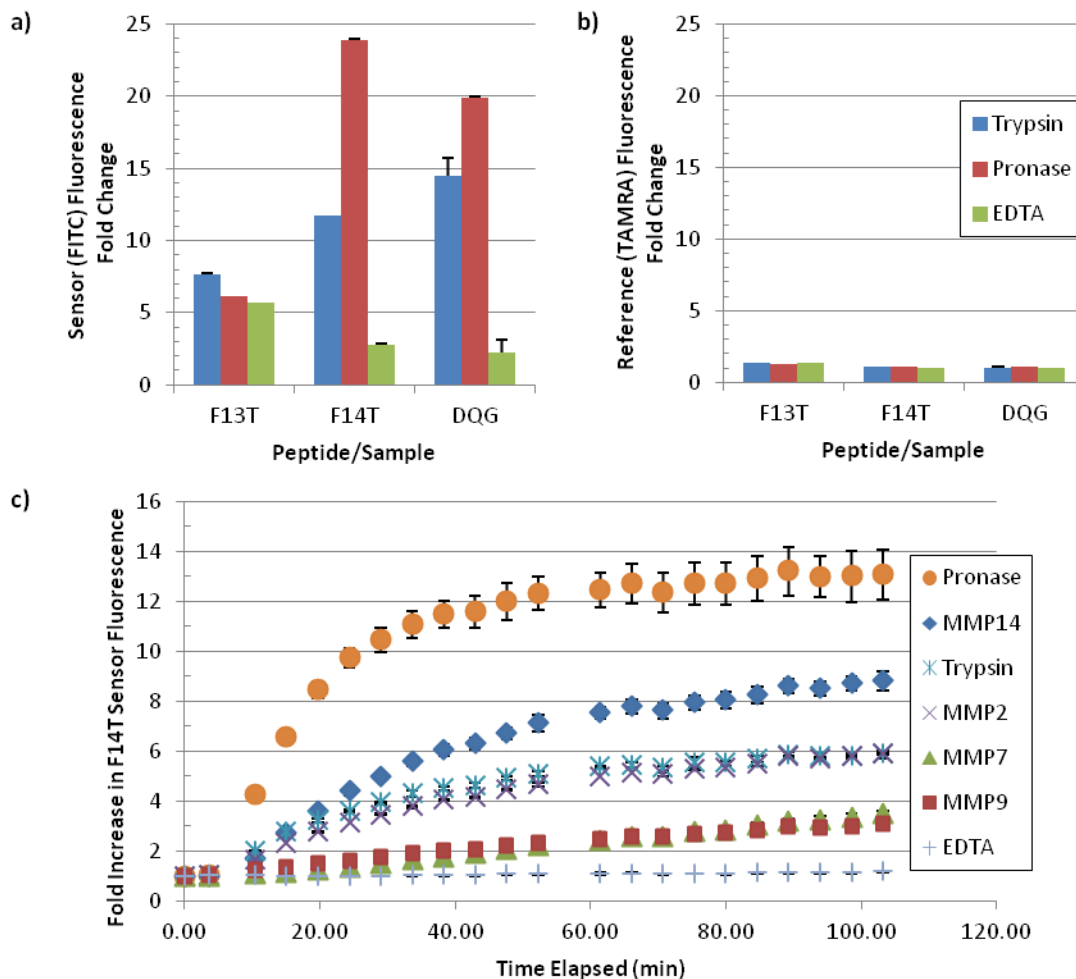 a)
Sensor (FITC) Fluorescence
Fold Change
25
20
15
10
5
0
F13T F14T DQG
Peptide/Sample
b)
Reference (TAMRA) Fluorescence
Fold Change
25
20
15
10
5
0
F13T F14T DQG
Peptide/Sample
Trypsin
Pronase
EDTA
c)
Fold Increase in F14T Sensor Fluorescence
16
14
12
10
8
6
4
2
0
0.00 20.00 40.00 60.00 80.00 100.00 120.00
Time Elapsed (min)
Pronase
MMP14
Trypsin
MMP2
MMP7
MMP9
EDTA